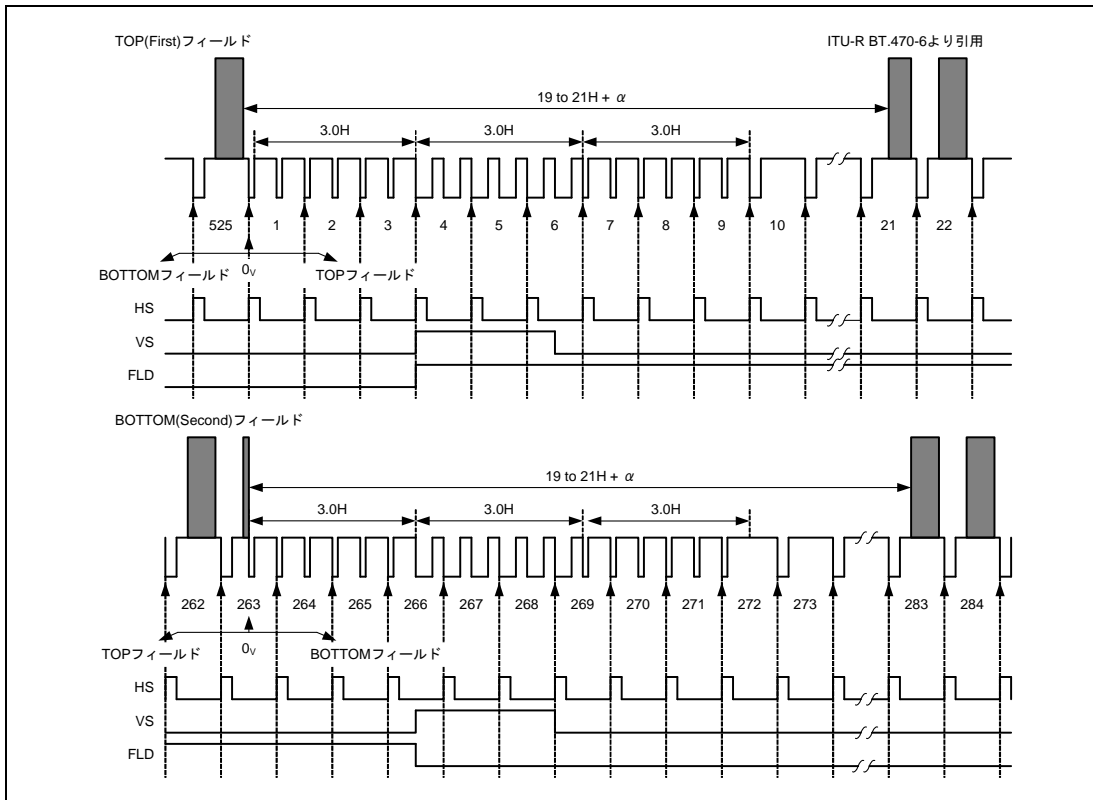 TOP(First)フィールド
ITU-R BT.470-6より引用
19 to 21H + α
3.0H 3.0H 3.0H
525 1 2 3 4 5 6 7 8 9 10 21 22
0V
BOTTOMフィールド TOPフィールド
HS
VS
FLD
BOTTOM(Second)フィールド
19 to 21H + α
3.0H 3.0H 3.0H
262 263 264 265 266 267 268 269 270 271 272 273 283 284
0V
TOPフィールド BOTTOMフィールド
HS
VS
FLD